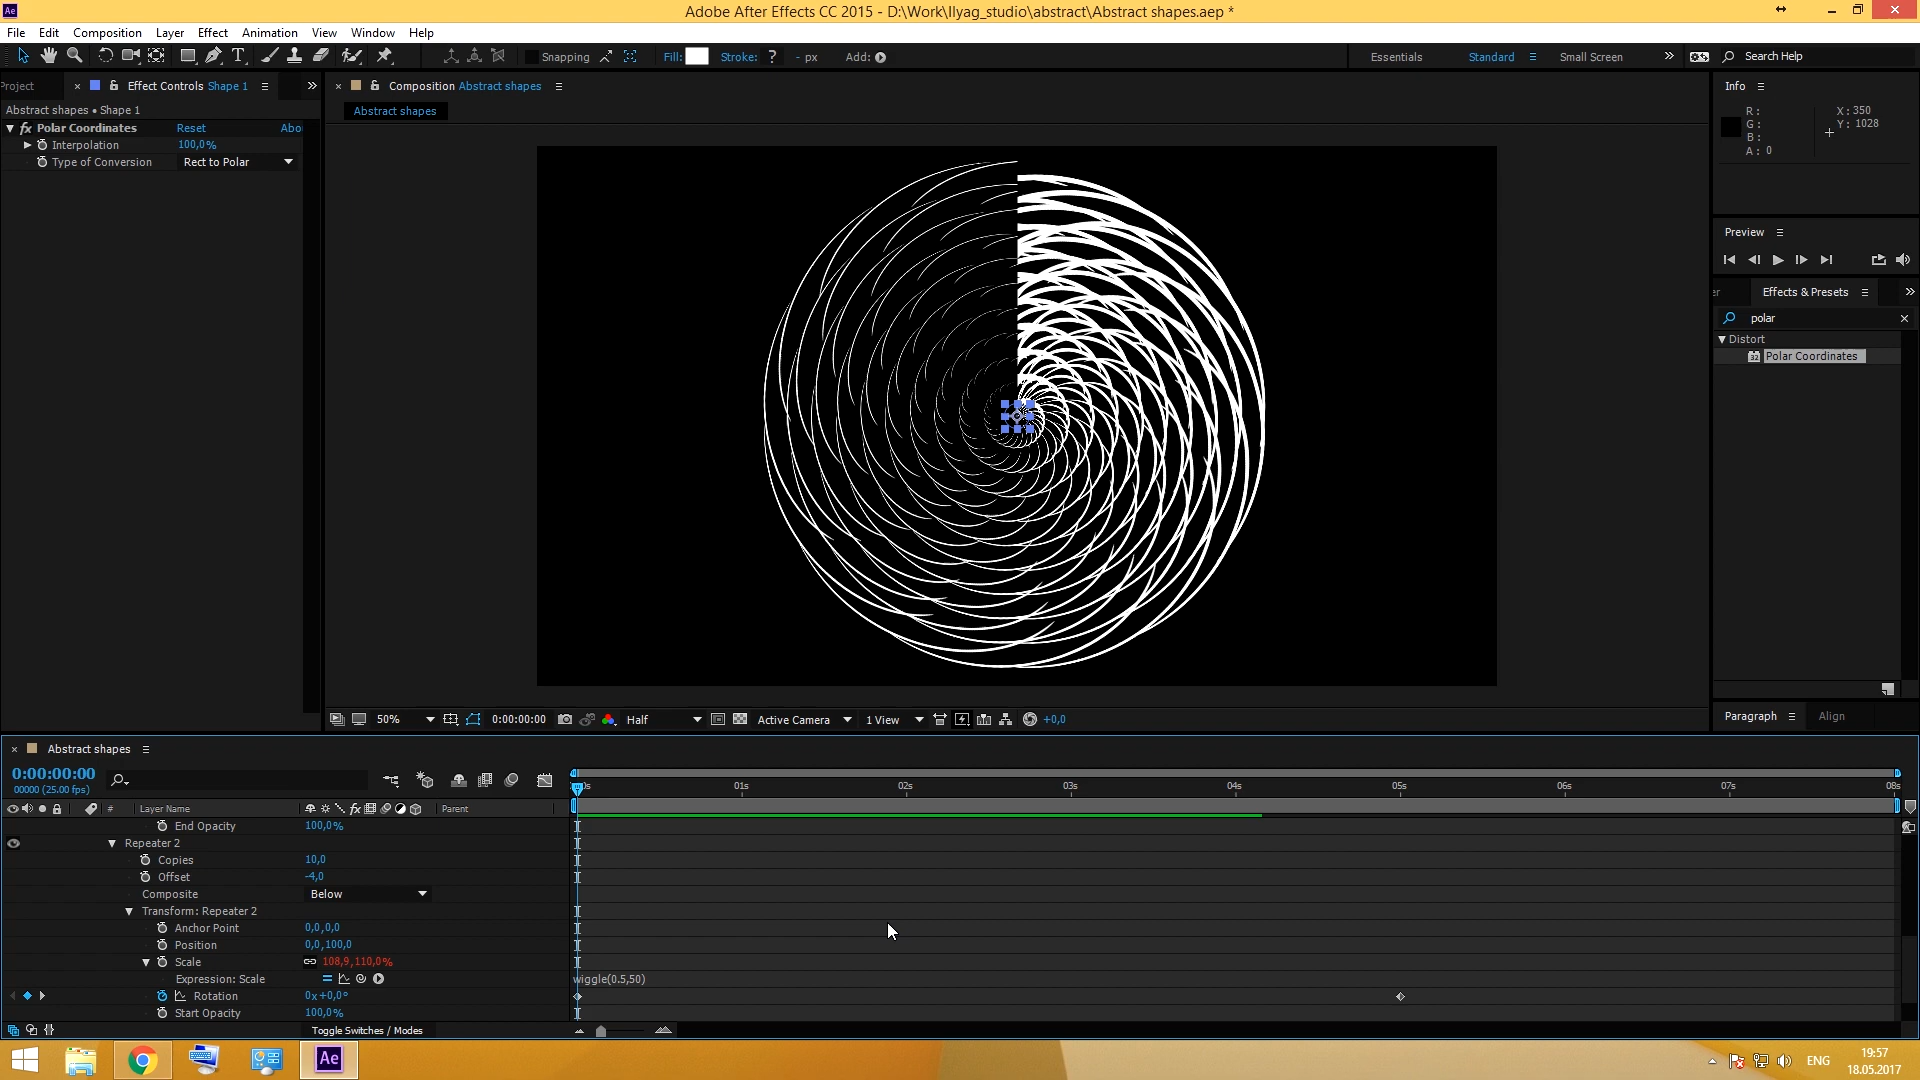 Ae
Adobe After Effects CC 2015 - D:\Work\Ilyag_studio\abstract\Abstract shapes.aep *
File Edit Composition Layer Effect Animation View Window Help
Snapping
Fill: Stroke: ? - px Add:
Essentials Standard Small Screen
Search Help
Project
Effect Controls Shape 1
Abstract shapes • Shape 1
fx Polar Coordinates Reset Abo
Interpolation 100,0%
Type of Conversion Rect to Polar
Composition Abstract shapes
Abstract shapes
Info
R: X: 350
G: Y: 1028
B:
A: 0
Preview
er Effects & Presets
polar
Distort
32 Polar Coordinates
50% 0:00:00:00 Half Active Camera 1 View +0,0
Paragraph Align
Abstract shapes
0:00:00:00
00000 (25.00 fps)
# Layer Name fx Parent
0s 01s 02s 03s 04s 05s 06s 07s 08s
End Opacity 100,0%
Repeater 2
Copies 10,0
Offset -4,0
Composite Below
Transform: Repeater 2
Anchor Point 0,0,0,0
Position 0,0,100,0
Scale 108,9,110,0%
Expression: Scale wiggle(0.5,50)
Rotation 0x+0,0°
Start Opacity 100,0%
Toggle Switches / Modes
Ae
ENG
19:57
18.05.2017